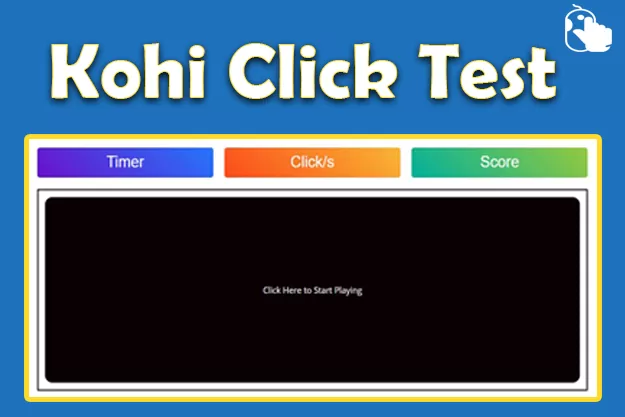 Kohi Click Test
Timer
Click/s
Score
Click Here to Start Playing